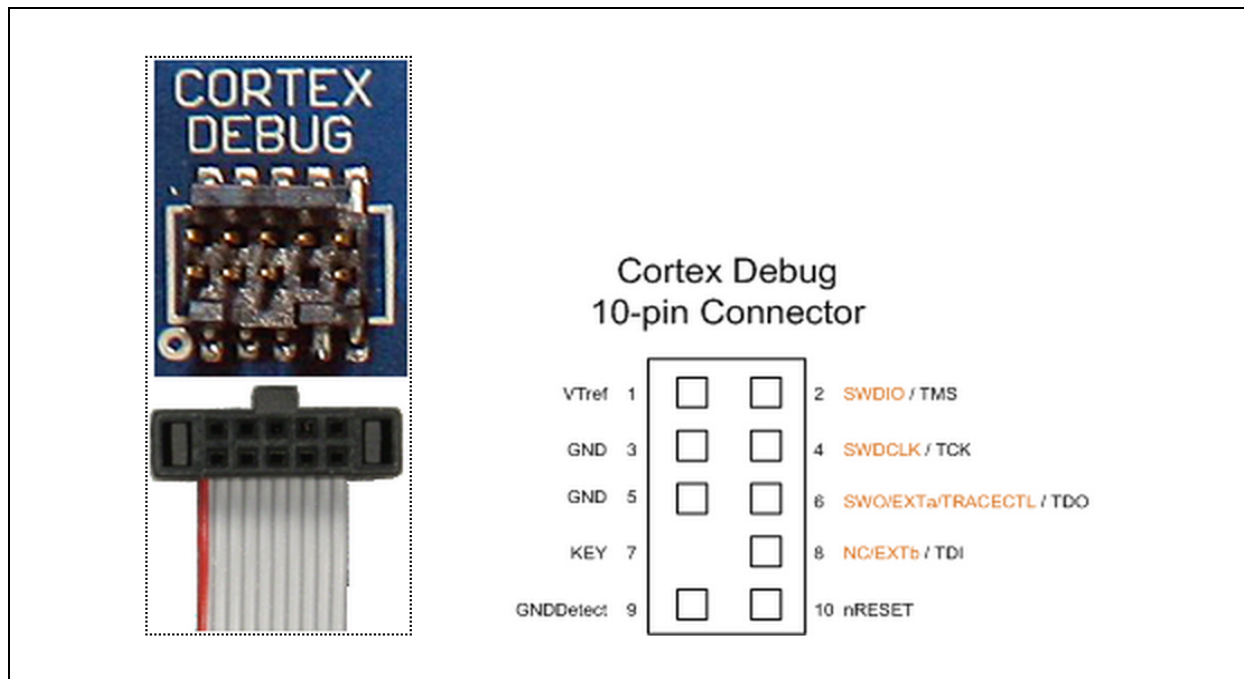 CORTEX
DEBUG
Cortex Debug
10-pin Connector
VTref 1
2 SWDIO / TMS
GND 3
4 SWDCLK / TCK
GND 5
6 SWO/EXTa/TRACECTL / TDO
KEY 7
8 NC/EXTb / TDI
GNDDetect 9
10 nRESET